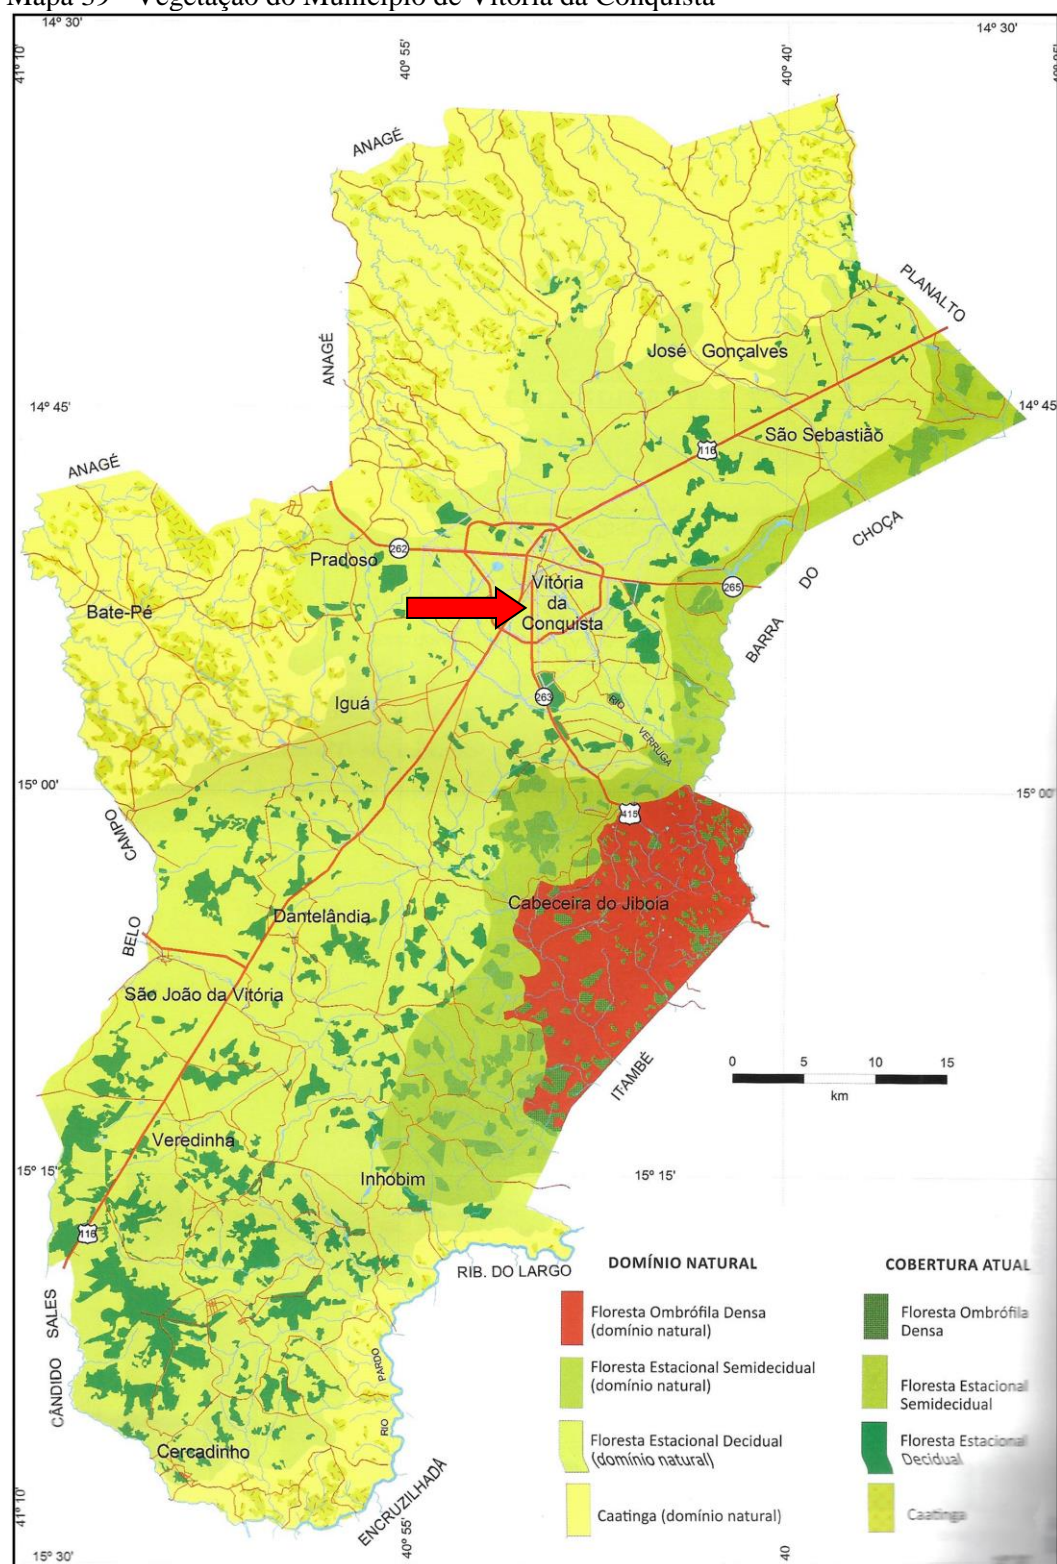 Mapa 39 - Vegetação do Município de Vitória da Conquista
14º 30'
14º 30'
41º 10'
40º 55'
40º 40'
ANAGÉ
PLANALTO
ANAGÉ
José Gonçalves
14º 45'
14º 45'
São Sebastião
116
ANAGÉ
CHOÇA
262
Pradoso
DO
Vitória
da
Conquista
265
Bate-Pé
BARRA
Iguá
263
RIO
VERRUGA
15º 00'
15º 00'
CAMPO
415
Cabeceira do Jiboia
Dantelândia
BELO
São João da Vitória
0 5 10 15
km
ITAMBÉ
Veredinha
15º 15'
Inhobim
15º 15'
116
RIB. DO LARGO
DOMÍNIO NATURAL
COBERTURA ATUAL
Floresta Ombrófila Densa
(domínio natural)
Floresta Ombrófila
Densa
SALES
CÂNDIDO
PARDO
RIO
Floresta Estacional Semidecidual
(domínio natural)
Floresta Estacional
Semidecidual
Floresta Estacional Decidual
(domínio natural)
Floresta Estacional
Decidual
Cercadinho
ENCRUZILHADA
Caatinga (domínio natural)
Caatinga
41º 10'
40º 55'
40
15º 30'